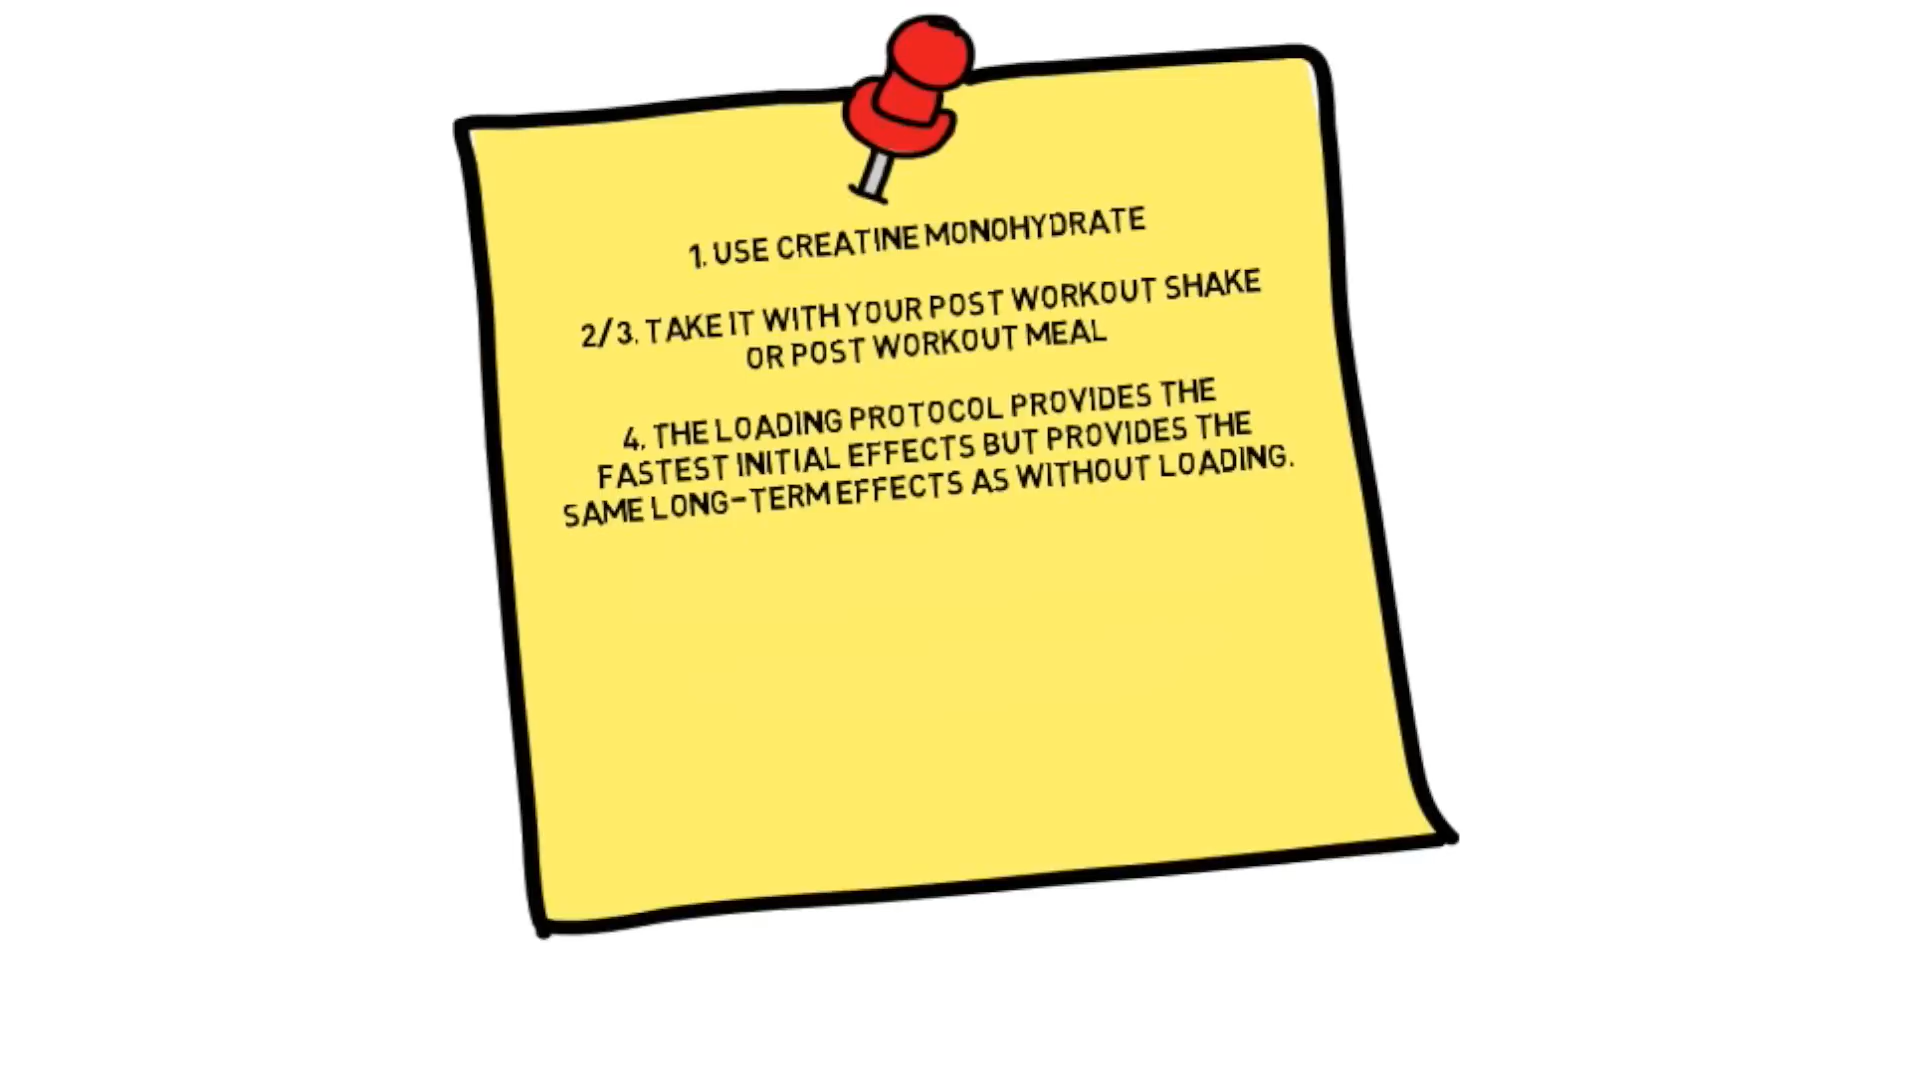 1. USE CREATINE MONOHYDRATE
2/3. TAKE IT WITH YOUR POST WORKOUT SHAKE
OR POST WORKOUT MEAL
4. THE LOADING PROTOCOL PROVIDES THE
FASTEST INITIAL EFFECTS BUT PROVIDES THE
SAME LONG-TERM EFFECTS AS WITHOUT LOADING.